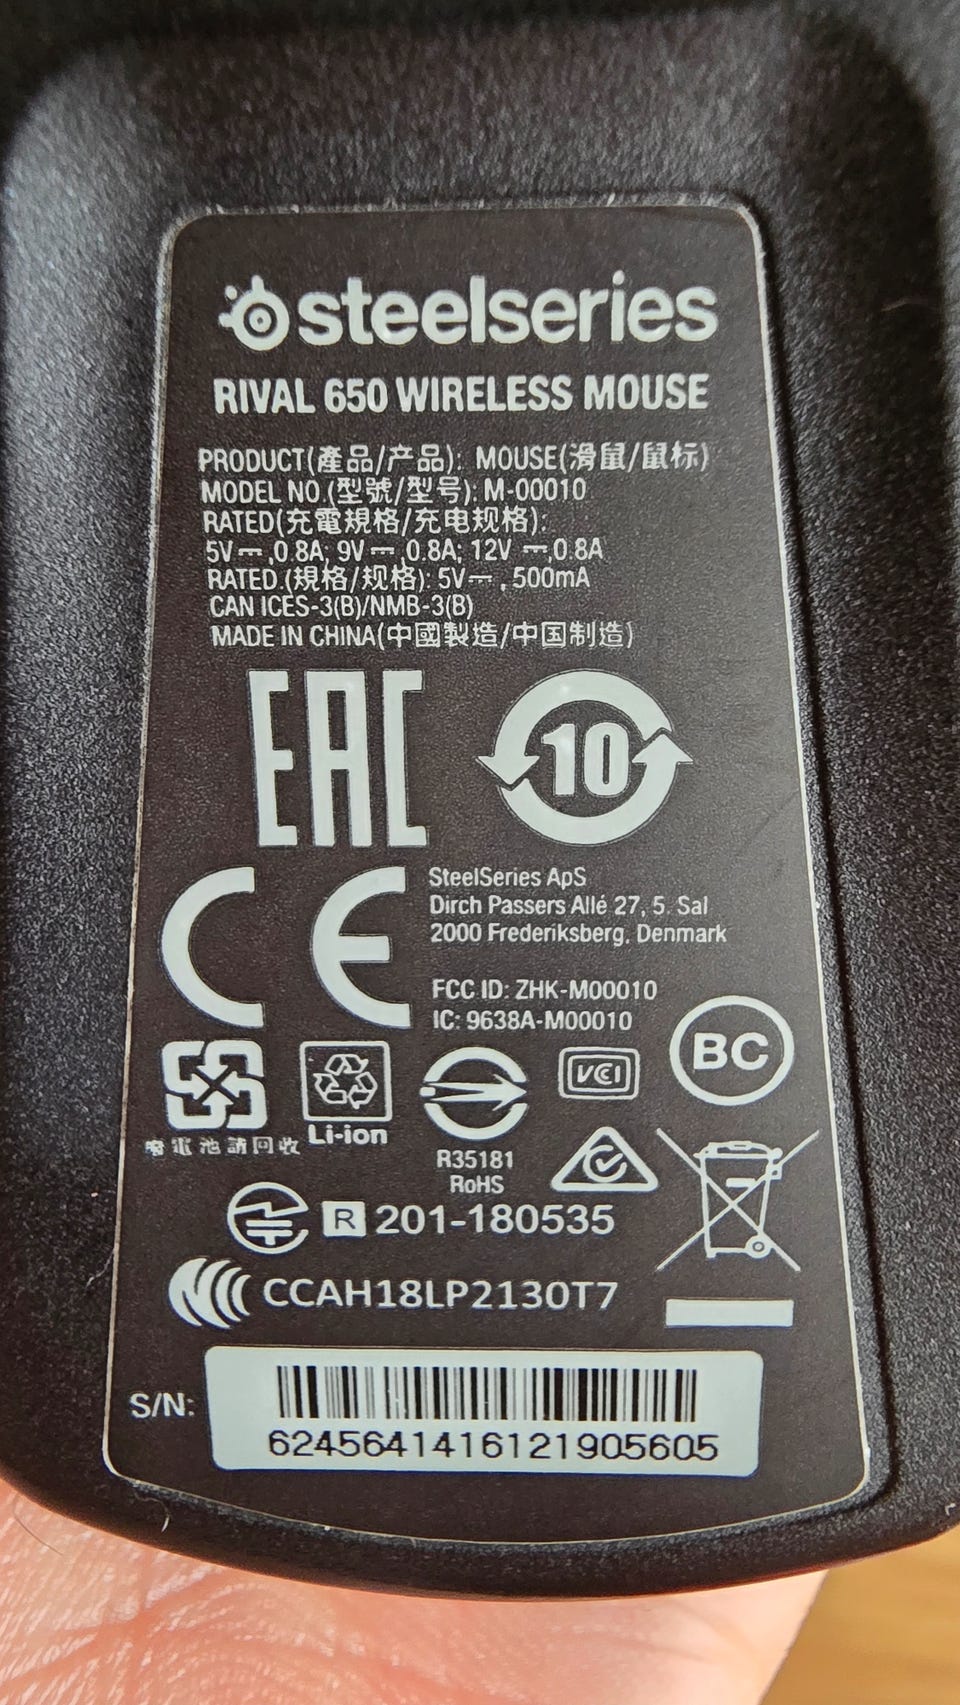 steelseries
RIVAL 650 WIRELESS MOUSE
PRODUCT(產品/产品): MOUSE(滑鼠/鼠标)
MODEL NO.(型號/型号): M-00010
RATED(充電規格/充电规格):
5V⎓,0.8A; 9V⎓,0.8A; 12V⎓,0.8A
RATED.(規格/规格): 5V⎓, 500mA
CAN ICES-3(B)/NMB-3(B)
MADE IN CHINA(中國製造/中国制造)
EAC
10
CE
SteelSeries ApS
Dirch Passers Allé 27, 5. Sal
2000 Frederiksberg, Denmark
FCC ID: ZHK-M00010
IC: 9638A-M00010
BC
VCI
廢電池請回收
Li-ion
R35181
RoHS
R 201-180535
CCAH18LP2130T7
S/N:
6245641416121905605